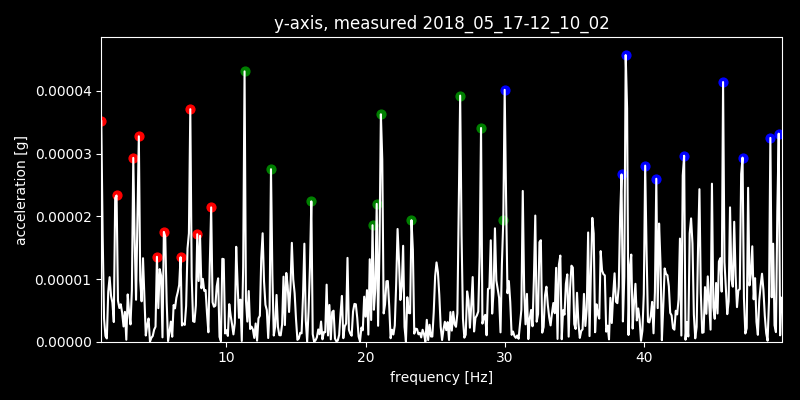 y-axis, measured 2018_05_17-12_10_02
0.00004
0.00003
0.00002
0.00001
0.00000
acceleration [g]
10 20 30 40
frequency [Hz]